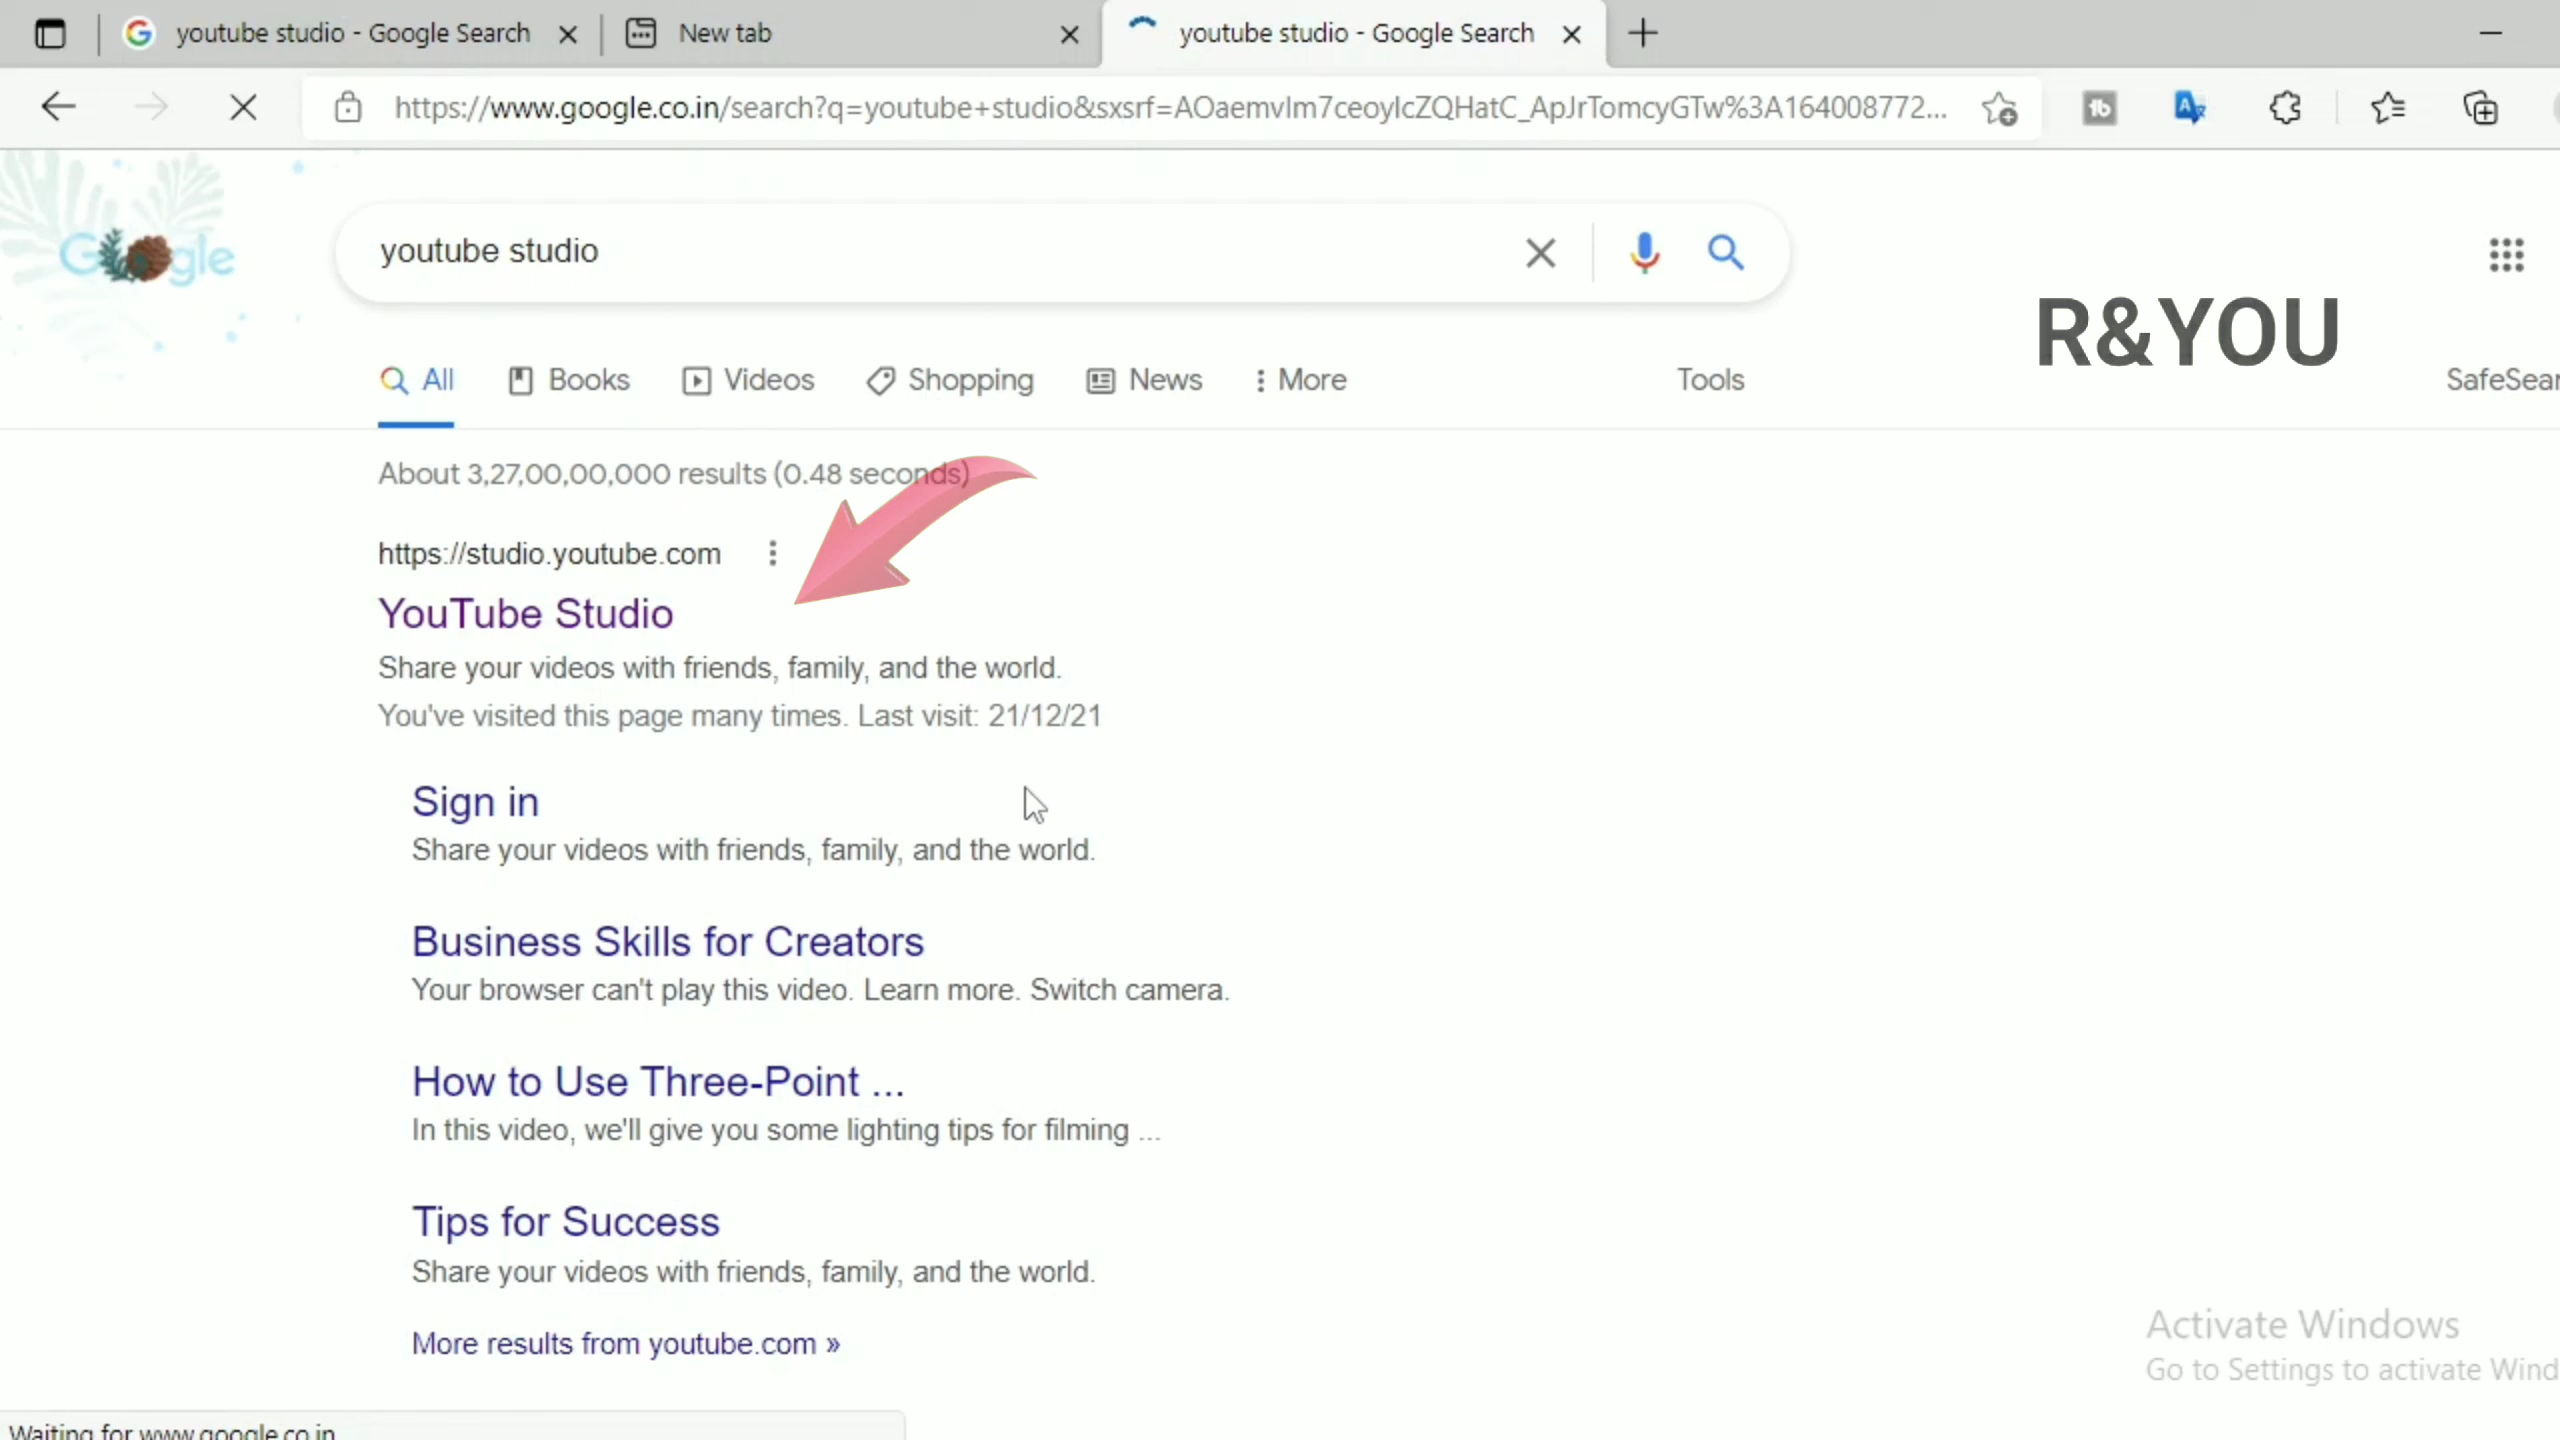 youtube studio - Google Search
New tab
youtube studio - Google Search
https://www.google.co.in/search?q=youtube+studio&sxsrf=AOaemvIm7ceoylcZQHatC_ApJrTomcyGTw%3A164008772...
Google
youtube studio
R&YOU
All
Books
Videos
Shopping
News
More
Tools
SafeSear
About 3,27,00,00,000 results (0.48 seconds)
https://studio.youtube.com
YouTube Studio
Share your videos with friends, family, and the world.
You've visited this page many times. Last visit: 21/12/21
Sign in
Share your videos with friends, family, and the world.
Business Skills for Creators
Your browser can't play this video. Learn more. Switch camera.
How to Use Three-Point ...
In this video, we'll give you some lighting tips for filming ...
Tips for Success
Share your videos with friends, family, and the world.
More results from youtube.com »
Activate Windows
Go to Settings to activate Wind
Waiting for www.google.co.in